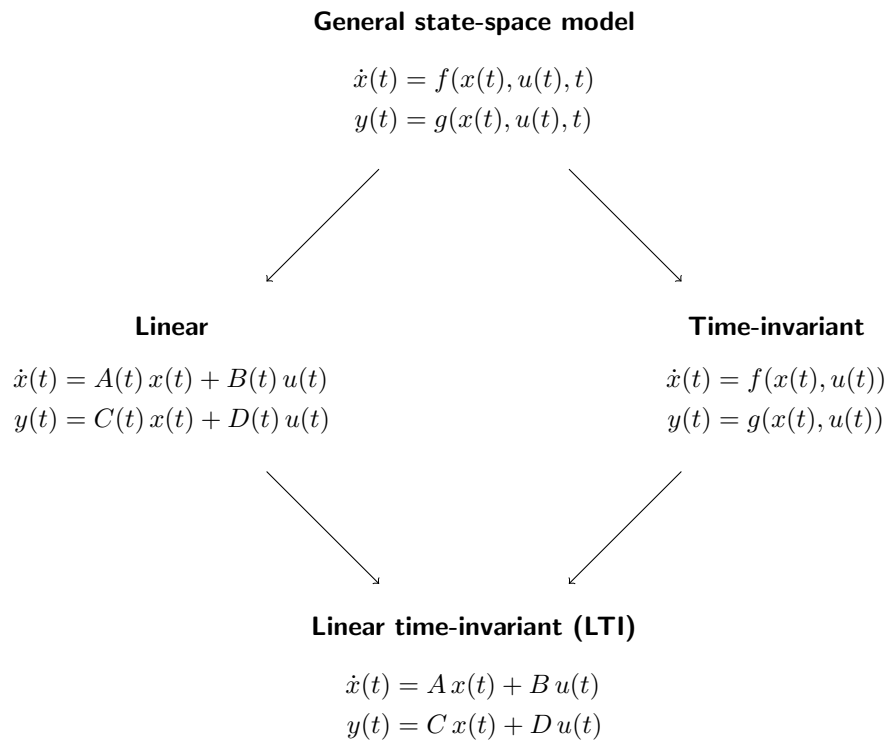 General state-space model
ẋ(t) = f(x(t), u(t), t)
y(t) = g(x(t), u(t), t)
Linear
ẋ(t) = A(t) x(t) + B(t) u(t)
y(t) = C(t) x(t) + D(t) u(t)
Time-invariant
ẋ(t) = f(x(t), u(t))
y(t) = g(x(t), u(t))
Linear time-invariant (LTI)
ẋ(t) = A x(t) + B u(t)
y(t) = C x(t) + D u(t)